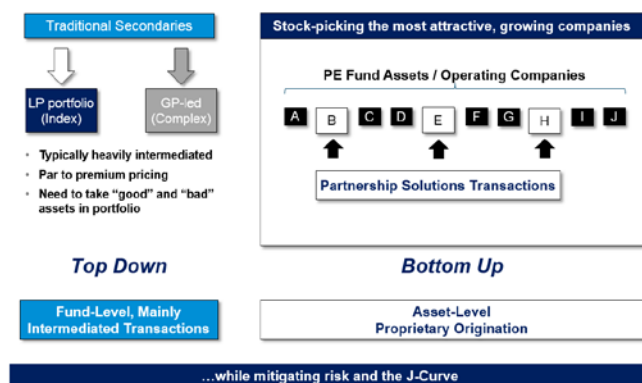 Traditional Secondaries
LP portfolio
(Index)
GP-led
(Complex)
• Typically heavily intermediated
• Par to premium pricing
• Need to take “good” and “bad”
assets in portfolio
Top Down
Fund-Level, Mainly
Intermediated Transactions
Stock-picking the most attractive, growing companies
PE Fund Assets / Operating Companies
A B C D E F G H I J
Partnership Solutions Transactions
Bottom Up
Asset-Level
Proprietary Origination
...while mitigating risk and the J-Curve